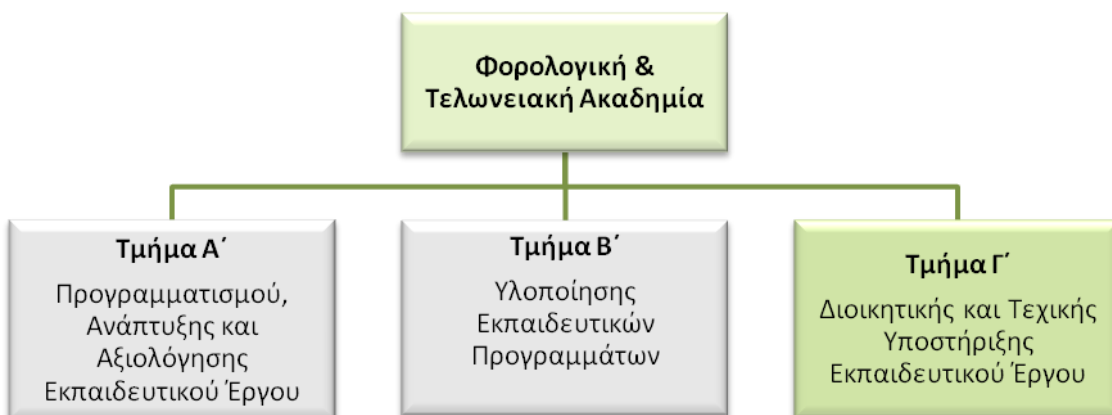 Φορολογική &
Τελωνειακή Ακαδημία
Τμήμα Α΄
Προγραμματισμού,
Ανάπτυξης και
Αξιολόγησης
Εκπαιδευτικού Έργου
Τμήμα Β΄
Υλοποίησης
Εκπαιδευτικών
Προγραμμάτων
Τμήμα Γ΄
Διοικητικής και Τεχικής
Υποστήριξης
Εκπαιδευτικού Έργου